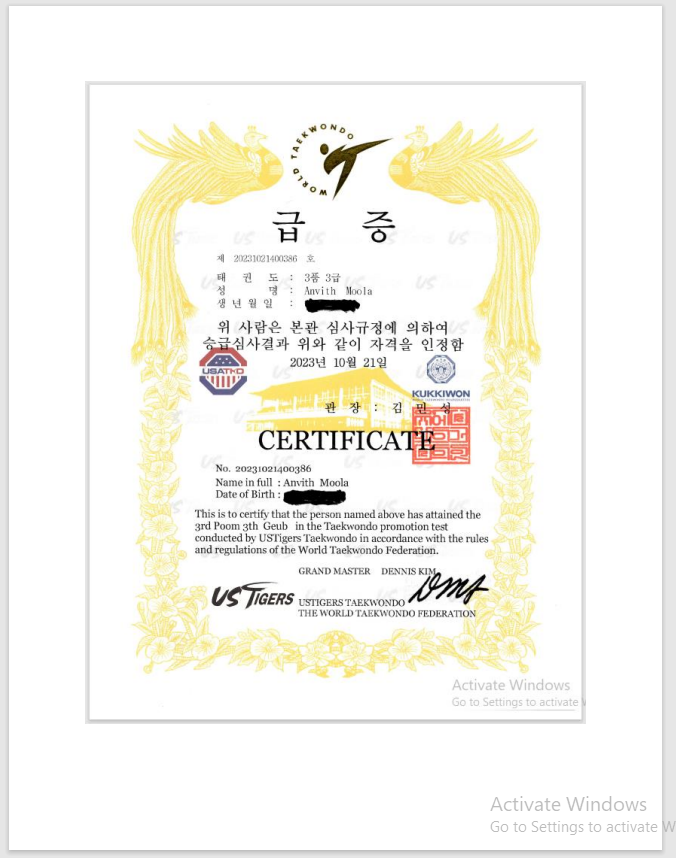 WORLD TAEKWONDO
급 증
제 20231021400386 호
태 권 도 : 3품 3급
성 명 : Anvith Moola
생년월일 :
위 사람은 본관 심사규정에 의하여
승급심사결과 위와 같이 자격을 인정함
2023년 10월 21일
USATKD
KUKKIWON
관 장 : 김 민 성
CERTIFICATE
No. 20231021400386
Name in full : Anvith Moola
Date of Birth :
This is to certify that the person named above has attained the
3rd Poom 3th Geub in the Taekwondo promotion test
conducted by USTigers Taekwondo in accordance with the rules
and regulations of the World Taekwondo Federation.
GRAND MASTER DENNIS KIM
US TIGERS
USTIGERS TAEKWONDO
THE WORLD TAEKWONDO FEDERATION
Activate Windows
Go to Settings to activate W
Activate Windows
Go to Settings to activate W